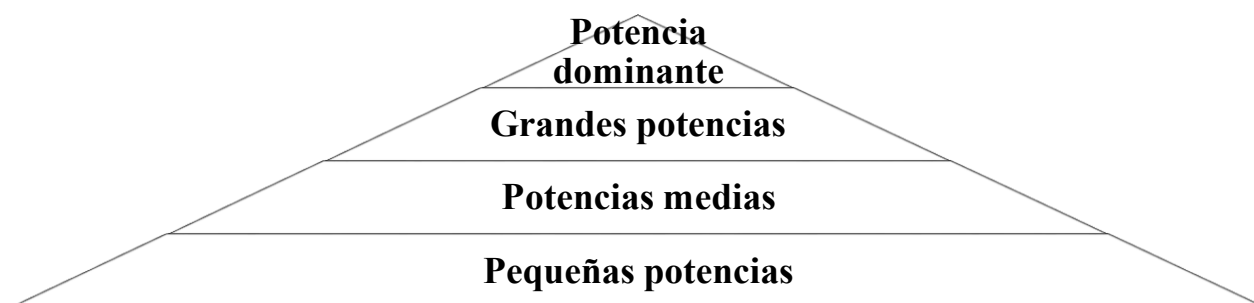 Potencia
dominante
Grandes potencias
Potencias medias
Pequeñas potencias